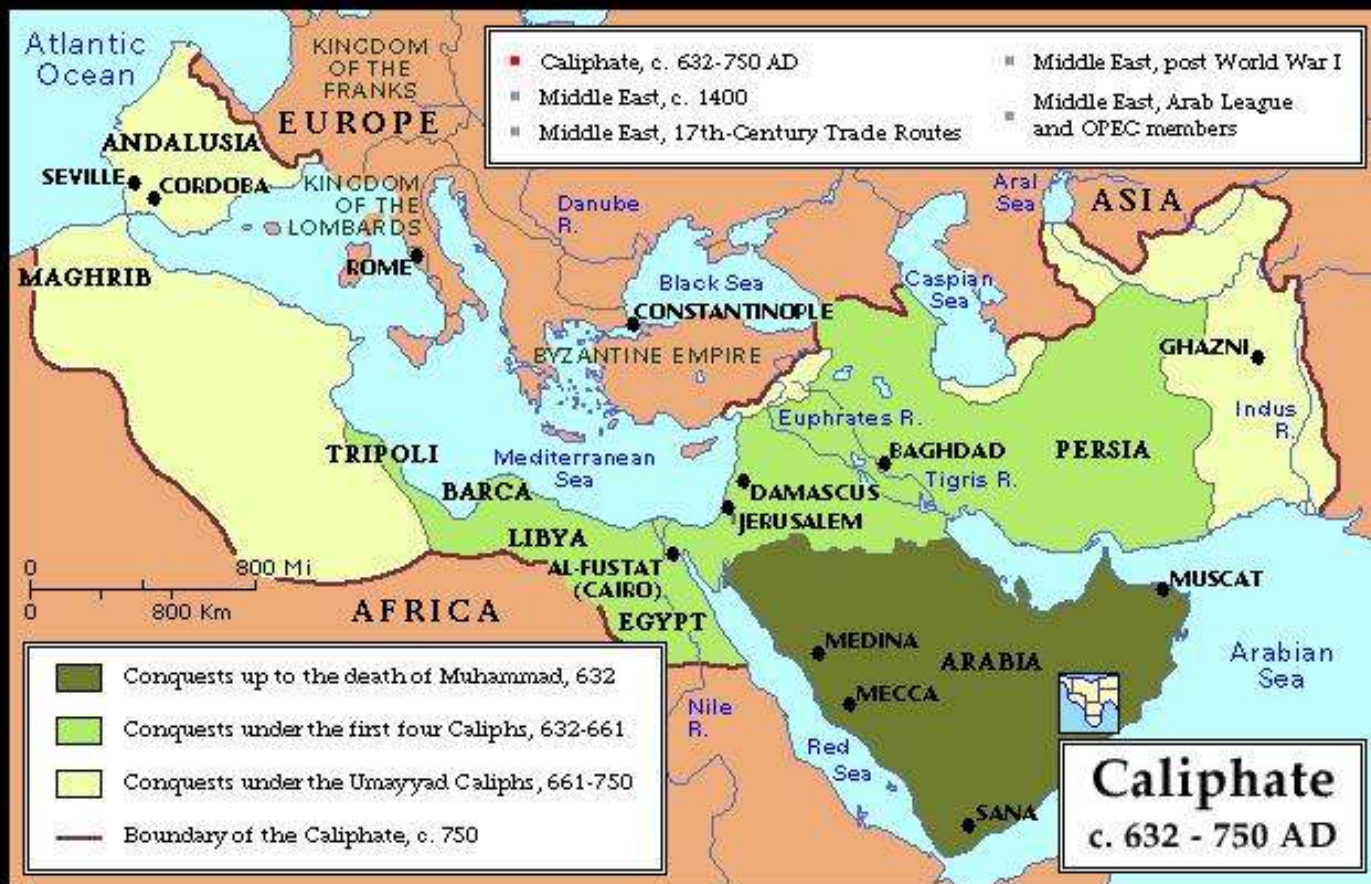 Atlantic
Ocean
KINGDOM
OF THE
FRANKS
EUROPE
Caliphate, c. 632-750 AD
Middle East, c. 1400
Middle East, 17th-Century Trade Routes
Middle East, post World War I
Middle East, Arab League
and OPEC members
ANDALUSIA
SEVILLE
CORDOBA
KINGDOM
OF THE
LOMBARDS
ROME
Danube
R.
Aral
Sea
ASIA
MAGHRIB
Black Sea
Caspian
Sea
CONSTANTINOPLE
BYZANTINE EMPIRE
GHAZNI
Euphrates R.
Indus
R.
TRIPOLI
Mediterranean
Sea
BAGHDAD
PERSIA
Tigris R.
BARCA
DAMASCUS
JERUSALEM
LIBYA
AL-FUSTAT
(CAIRO)
0 800 Mi
0 800 Km
AFRICA
EGYPT
MUSCAT
MEDINA
ARABIA
MECCA
Arabian
Sea
Nile
R.
Red
Sea
SANA
Conquests up to the death of Muhammad, 632
Conquests under the first four Caliphs, 632-661
Conquests under the Umayyad Caliphs, 661-750
Boundary of the Caliphate, c. 750
Caliphate
c. 632 - 750 AD